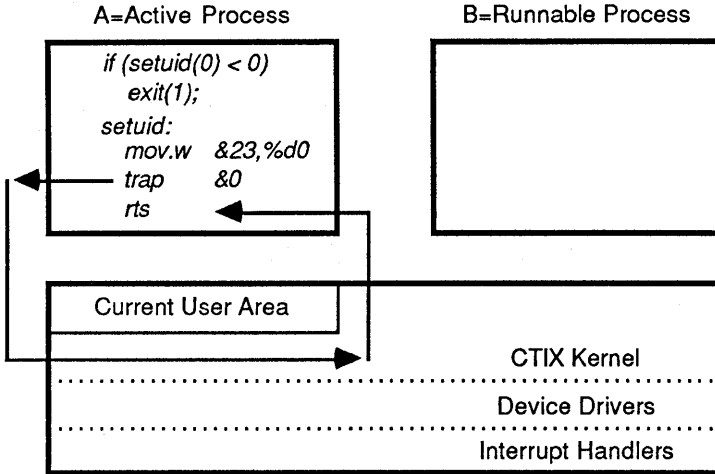 A=Active Process
B=Runnable Process
if (setuid(0) < 0)
exit(1);
setuid:
mov.w &23,%d0
trap &0
rts
Current User Area
CTIX Kernel
Device Drivers
Interrupt Handlers